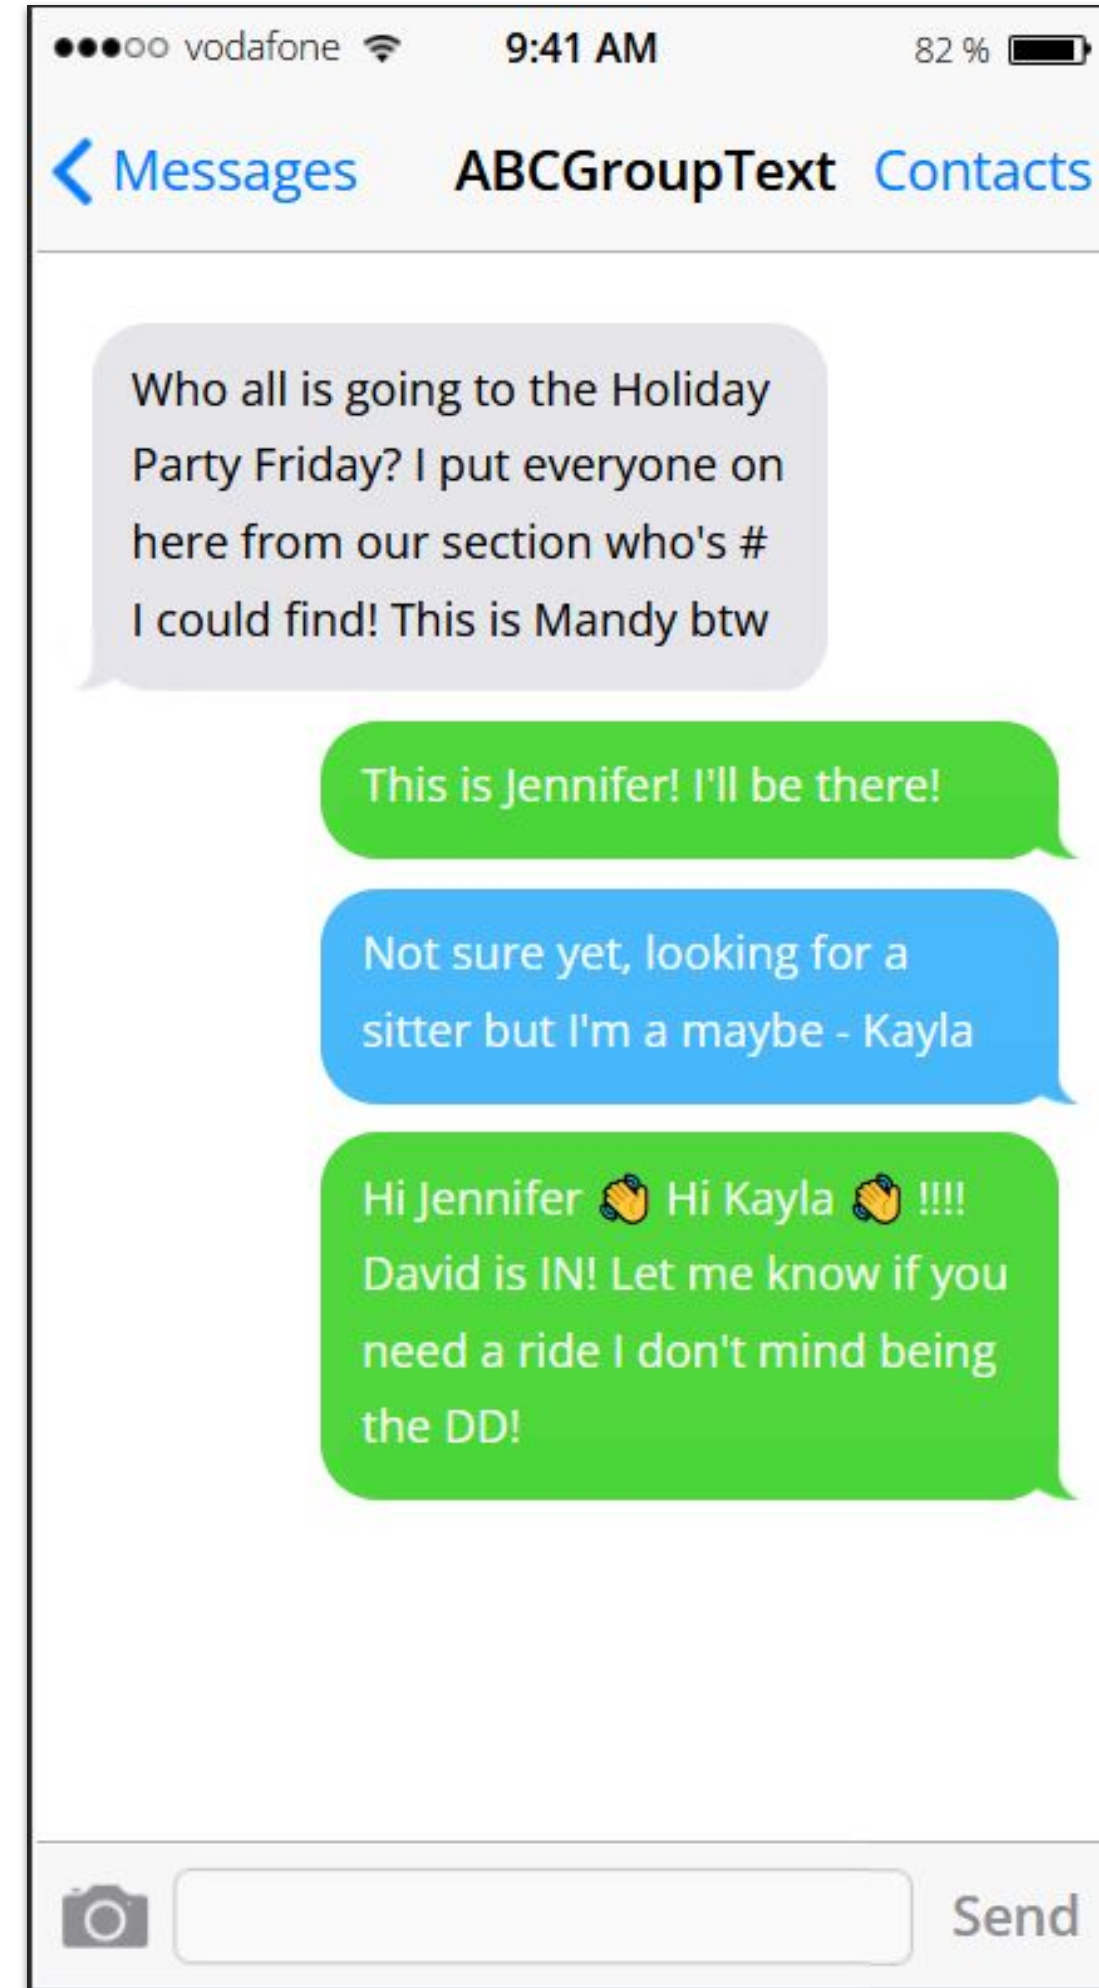 vodafone 9:41 AM 82 %
Messages ABCGroupText Contacts
Who all is going to the Holiday
Party Friday? I put everyone on
here from our section who's #
I could find! This is Mandy btw
This is Jennifer! I'll be there!
Not sure yet, looking for a
sitter but I'm a maybe - Kayla
Hi Jennifer 👋 Hi Kayla 👋 !!!!
David is IN! Let me know if you
need a ride I don't mind being
the DD!
Send